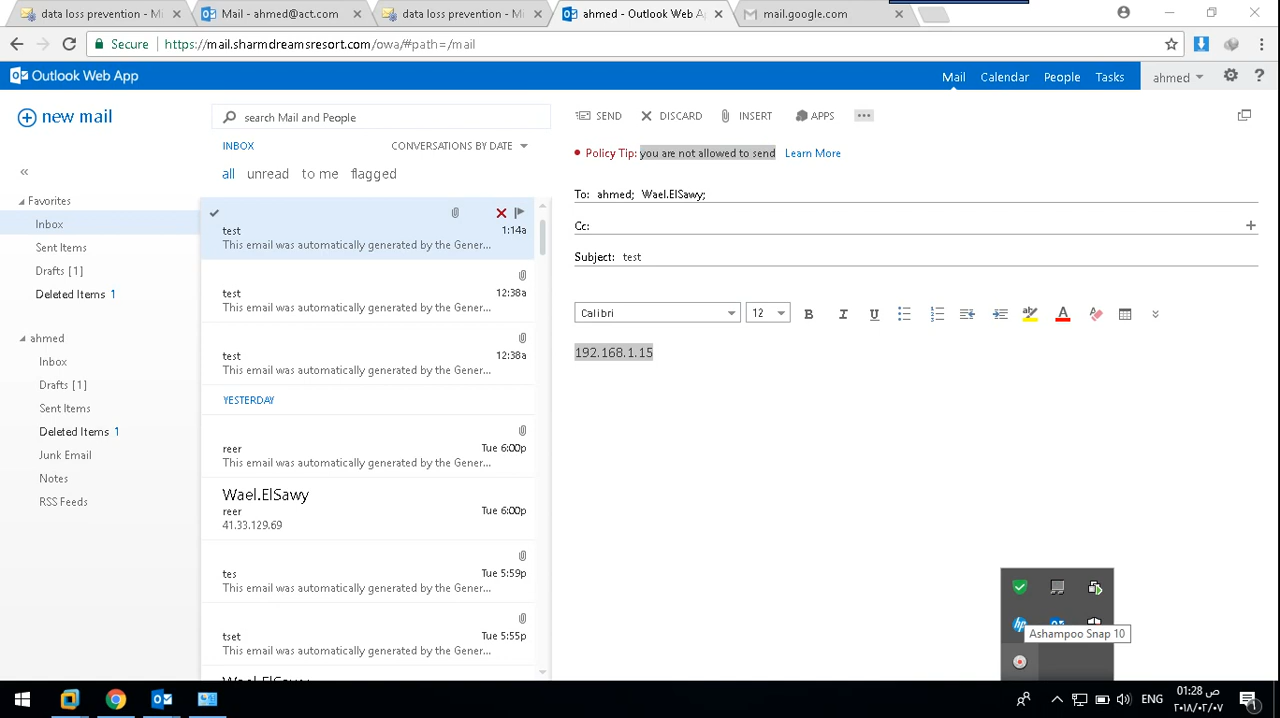 data loss prevention - Mi
Mail - ahmed@act.com
data loss prevention - Mi
ahmed - Outlook Web Ap
mail.google.com
Secure
https://mail.sharmdreamsresort.com/owa/#path=/mail
Outlook Web App
Mail
Calendar
People
Tasks
ahmed
?
new mail
search Mail and People
INBOX
CONVERSATIONS BY DATE
all unread to me flagged
SEND
DISCARD
INSERT
APPS
Policy Tip: you are not allowed to send Learn More
To: ahmed; Wael.ElSawy;
Cc:
Subject: test
Calibri
12
B I U
192.168.1.15
«
Favorites
Inbox
Sent Items
Drafts [1]
Deleted Items 1
ahmed
Inbox
Drafts [1]
Sent Items
Deleted Items 1
Junk Email
Notes
RSS Feeds
test 1:14a
This email was automatically generated by the Gener...
test 12:38a
This email was automatically generated by the Gener...
test 12:38a
This email was automatically generated by the Gener...
YESTERDAY
reer Tue 6:00p
This email was automatically generated by the Gener...
Wael.ElSawy
reer Tue 6:00p
41.33.129.69
tes Tue 5:59p
This email was automatically generated by the Gener...
tset Tue 5:55p
This email was automatically generated by the Gener...
Wael.ElSawy
hp
Ashampoo Snap 10
ENG
01:28 ص
٢٠١٨/٠٣/٠٧
1